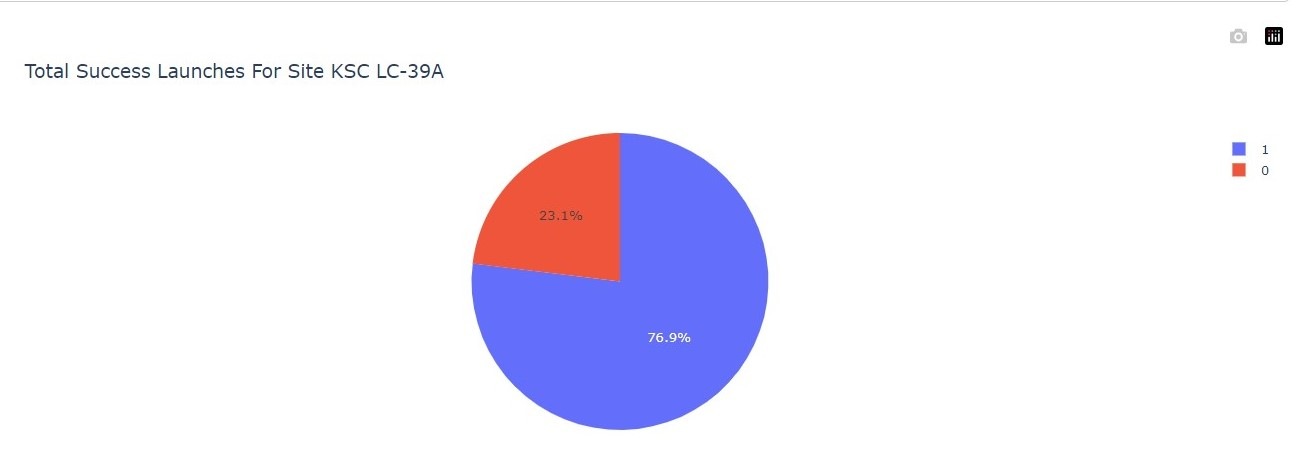 Total Success Launches For Site KSC LC-39A
1
0
23.1%
76.9%